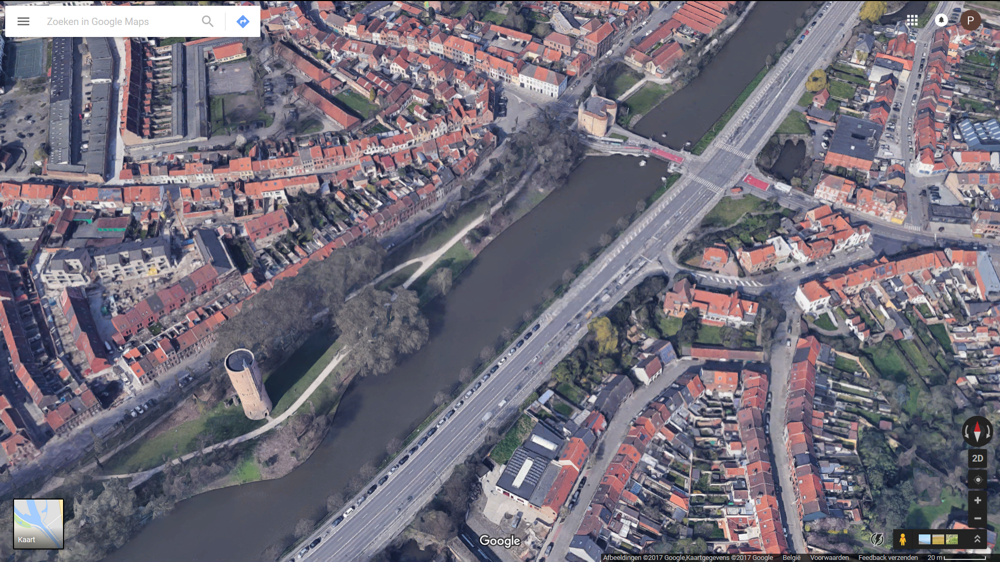 Zoeken in Google Maps
P
2D
Kaart
Google
Afbeeldingen ©2017 Google,Kaartgegevens ©2017 Google België Voorwaarden Feedback verzenden 20 m